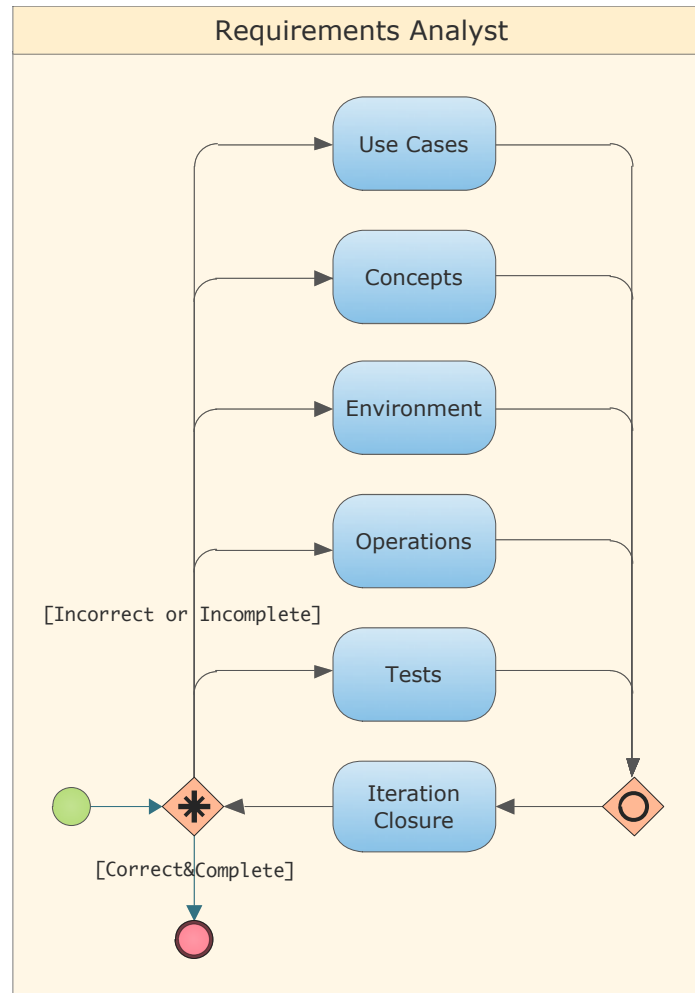 Requirements Analyst
Use Cases
Concepts
Environment
Operations
[Incorrect or Incomplete]
Tests
Iteration
Closure
[Correct&Complete]